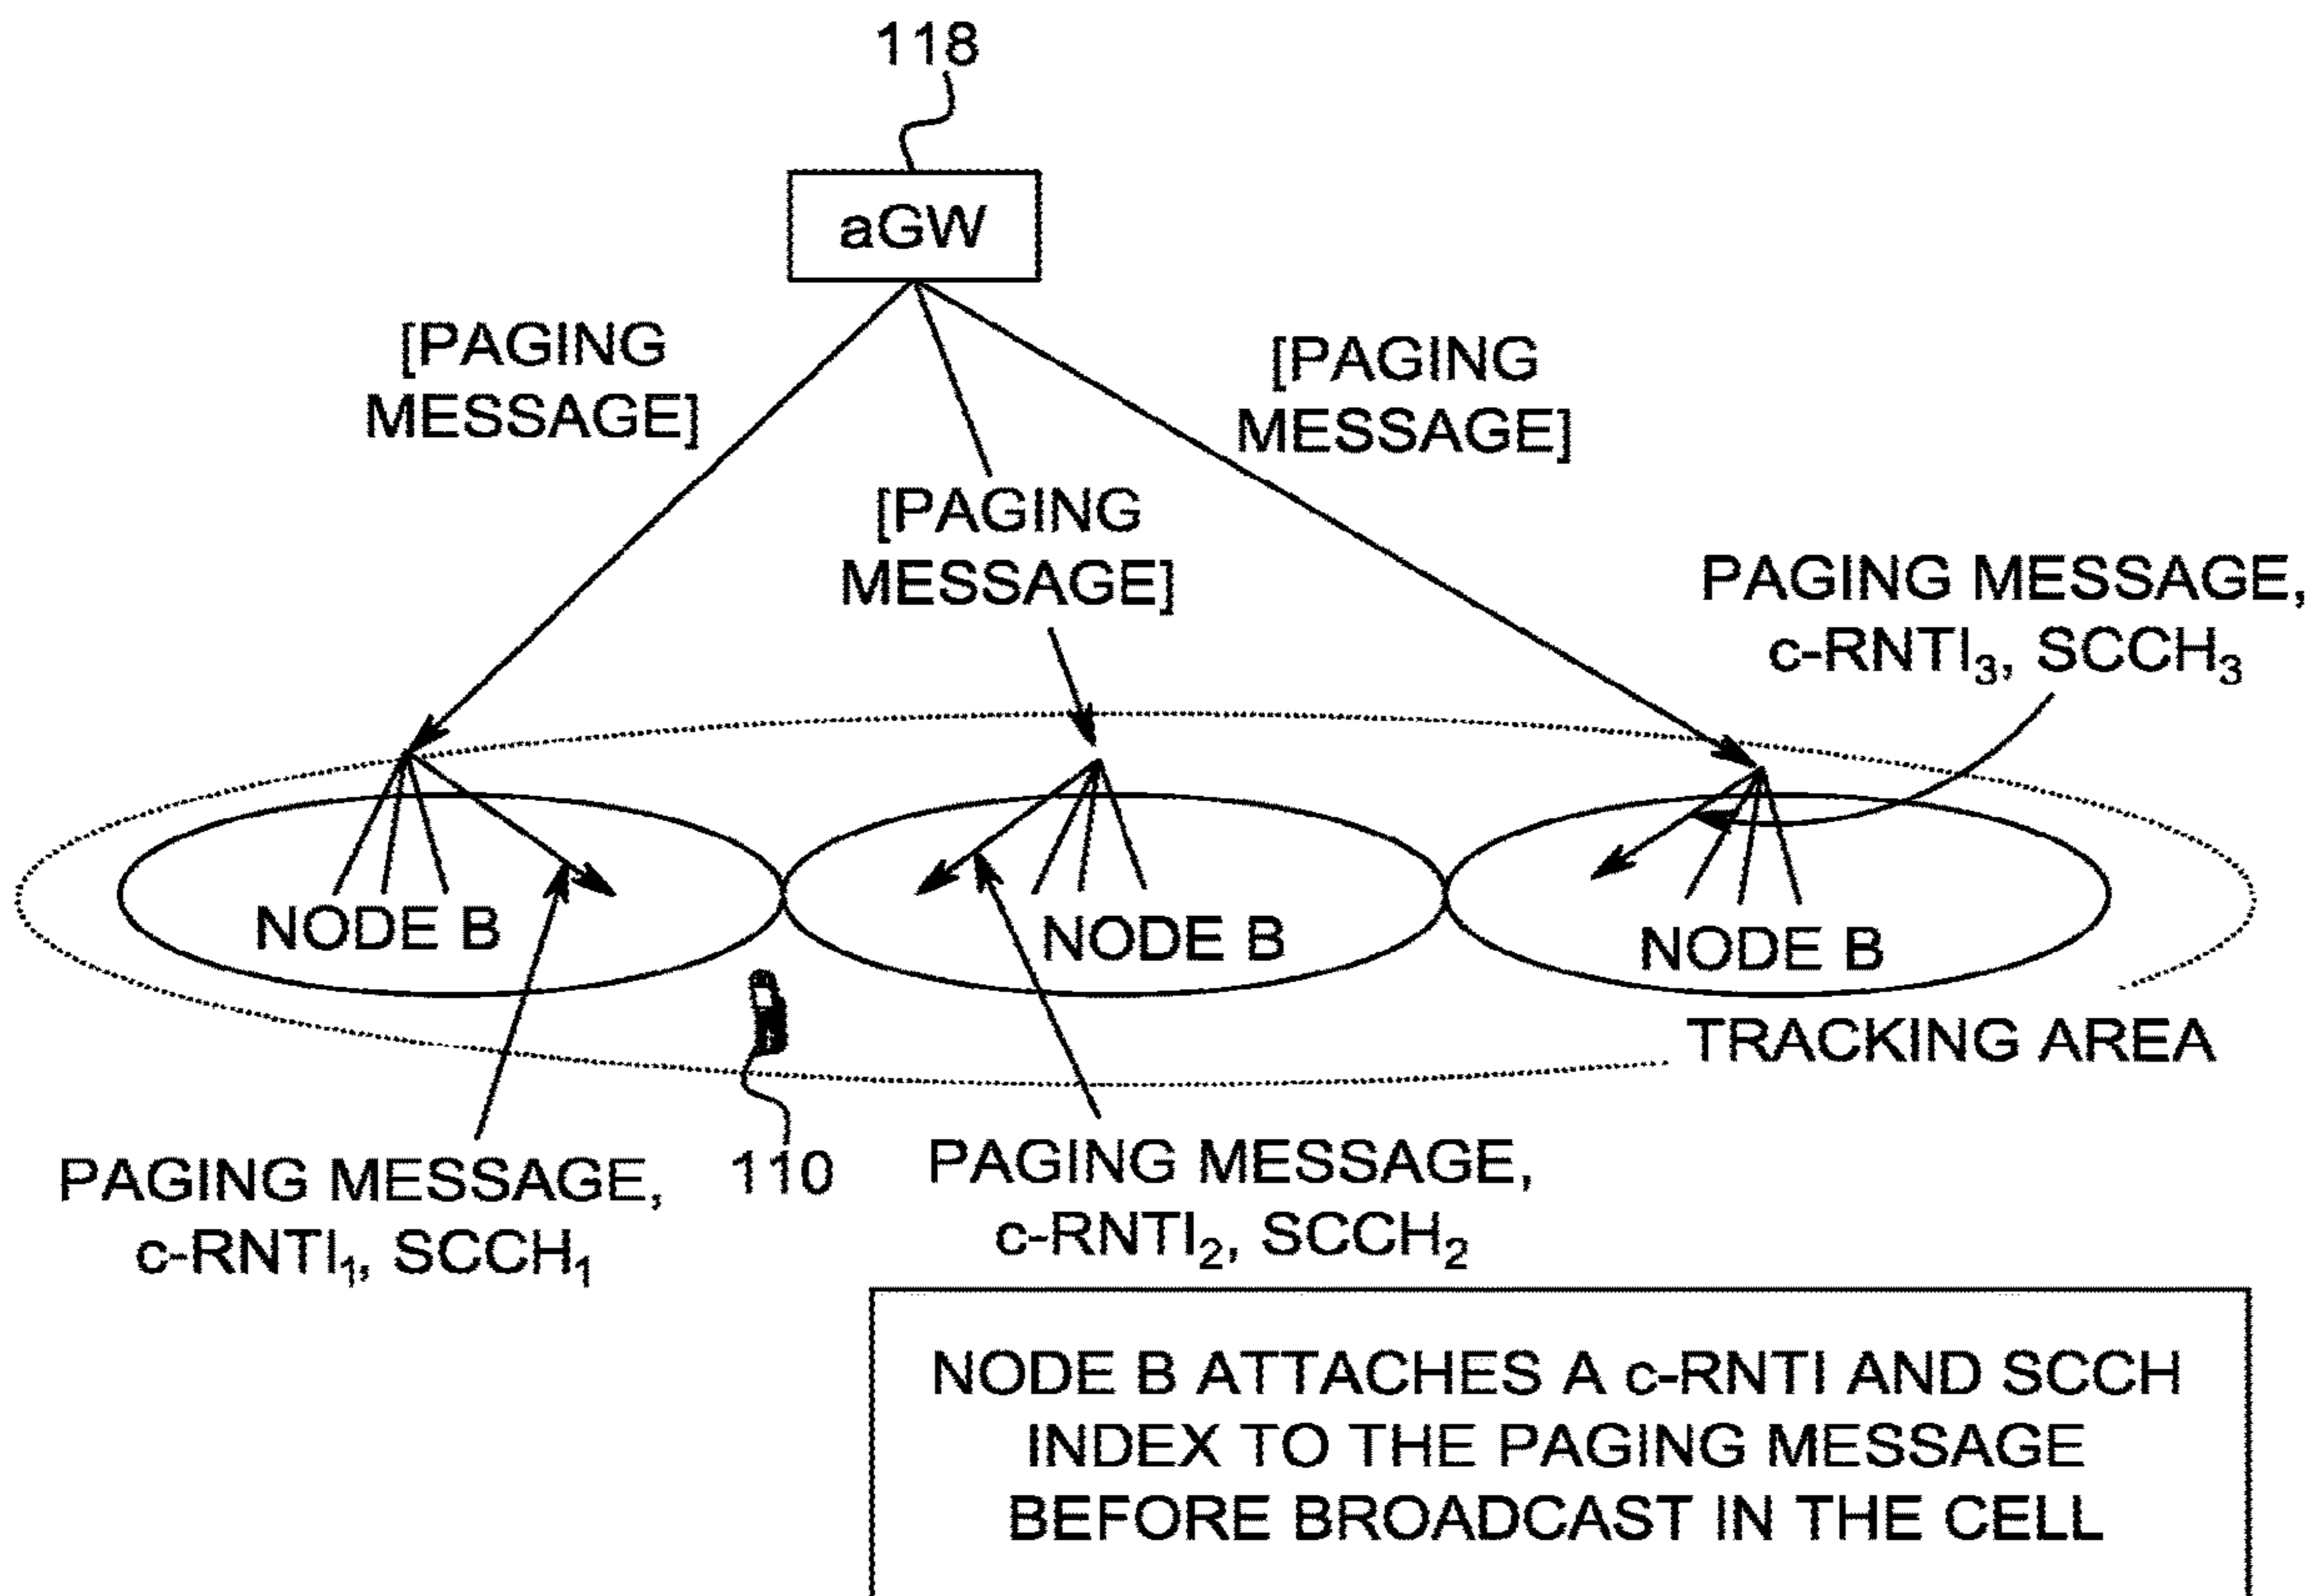 118
aGW
[PAGING
MESSAGE]
[PAGING
MESSAGE]
[PAGING
MESSAGE]
PAGING MESSAGE,
c-RNTI₃, SCCH₃
NODE B
NODE B
NODE B
TRACKING AREA
PAGING MESSAGE,
c-RNTI₁, SCCH₁
110
PAGING MESSAGE,
c-RNTI₂, SCCH₂
NODE B ATTACHES A c-RNTI AND SCCH
INDEX TO THE PAGING MESSAGE
BEFORE BROADCAST IN THE CELL